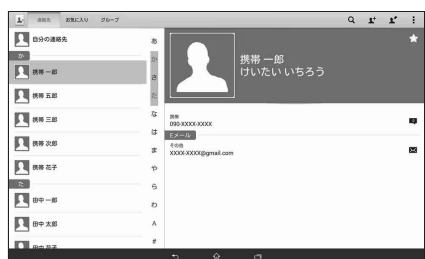 連絡先 お気に入り グループ
自分の連絡先
か
携帯 一郎
携帯 五郎
携帯 三郎
携帯 次郎
携帯 花子
た
田中 一郎
田中 太郎
田中 花子
あ
か
さ
た
な
は
ま
や
ら
わ
A
#
携帯 一郎
けいたい いちろう
携帯
090-XXXX-XXXX
Eメール
その他
XXXX-XXXX@gmail.com